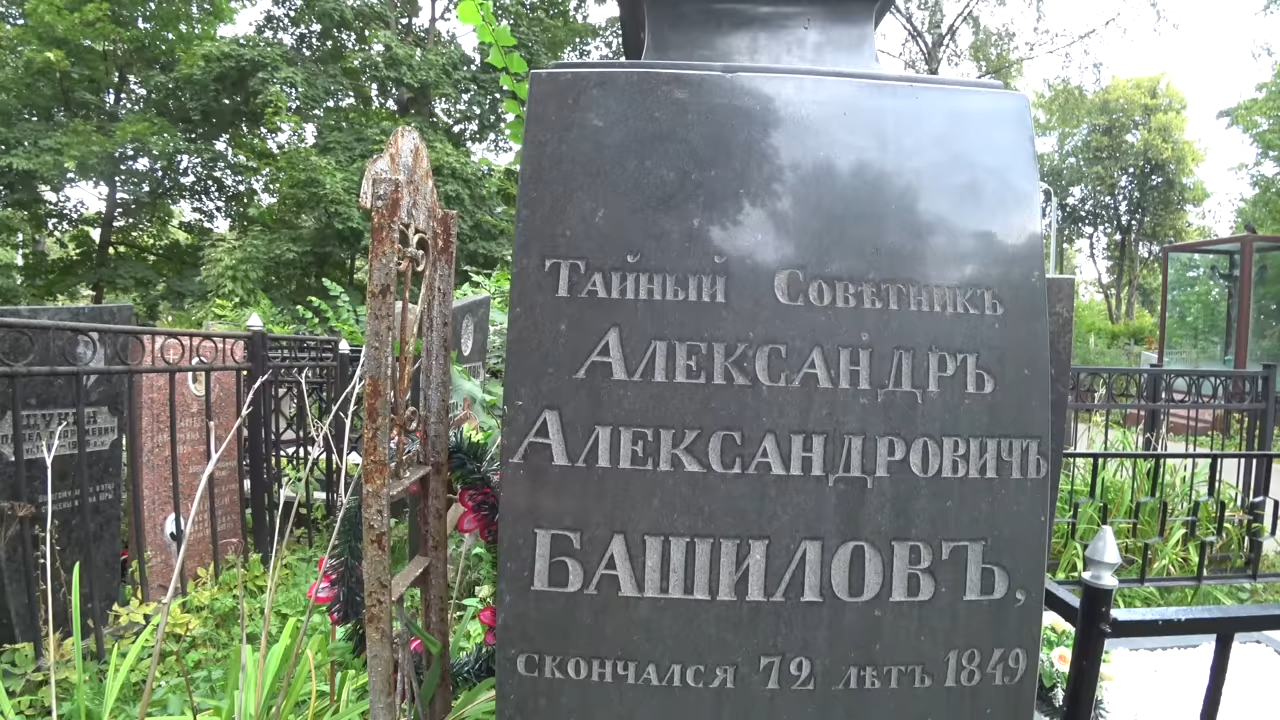 Тайный Совѣтникъ
Александръ
Александровичъ
Башиловъ,
скончался 72 лѣтъ 1849